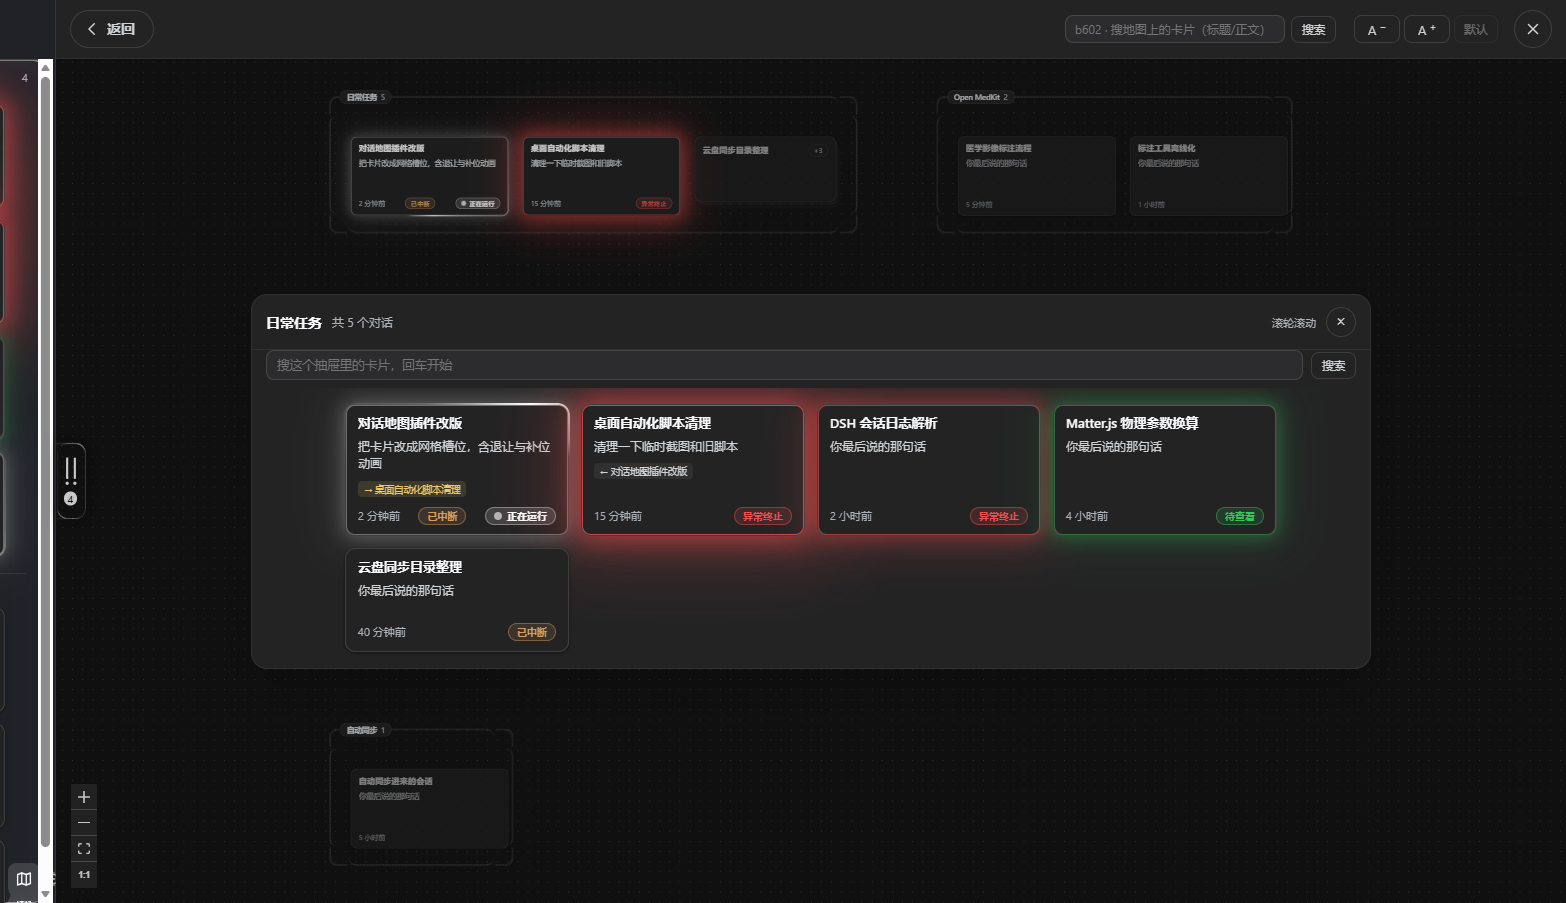 返回
b602 · 搜地图上的卡片（标题/正文）
搜索
A⁻
A⁺
默认
4
日常任务 5
对话地图插件改版
把卡片改成网格槽位，含退让与补位动画
2 分钟前
已中断
正在运行
桌面自动化脚本清理
清理一下临时截图和旧脚本
15 分钟前
异常终止
云盘同步目录整理
+3
Open MedKit 2
医学影像标注流程
你最后说的那句话
5 分钟前
标注工具离线化
你最后说的那句话
1 小时前
日常任务 共 5 个对话
滚轮滚动
搜这个抽屉里的卡片，回车开始
搜索
对话地图插件改版
把卡片改成网格槽位，含退让与补位
动画
→ 桌面自动化脚本清理
2 分钟前
已中断
正在运行
桌面自动化脚本清理
清理一下临时截图和旧脚本
← 对话地图插件改版
15 分钟前
异常终止
DSH 会话日志解析
你最后说的那句话
2 小时前
异常终止
Matter.js 物理参数换算
你最后说的那句话
4 小时前
待查看
云盘同步目录整理
你最后说的那句话
40 分钟前
已中断
4
自动同步 1
自动同步进来的会话
你最后说的那句话
5 小时前
1:1